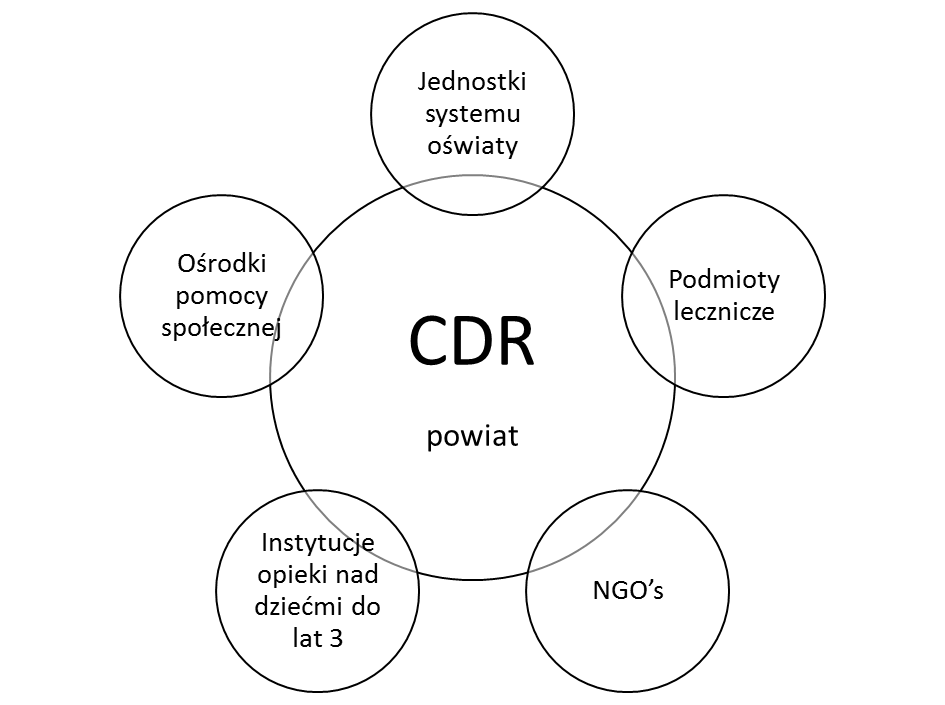 Jednostki
systemu
oświaty
Ośrodki
pomocy
społecznej
Podmioty
lecznicze
CDR
powiat
Instytucje
opieki nad
dziećmi do
lat 3
NGO’s